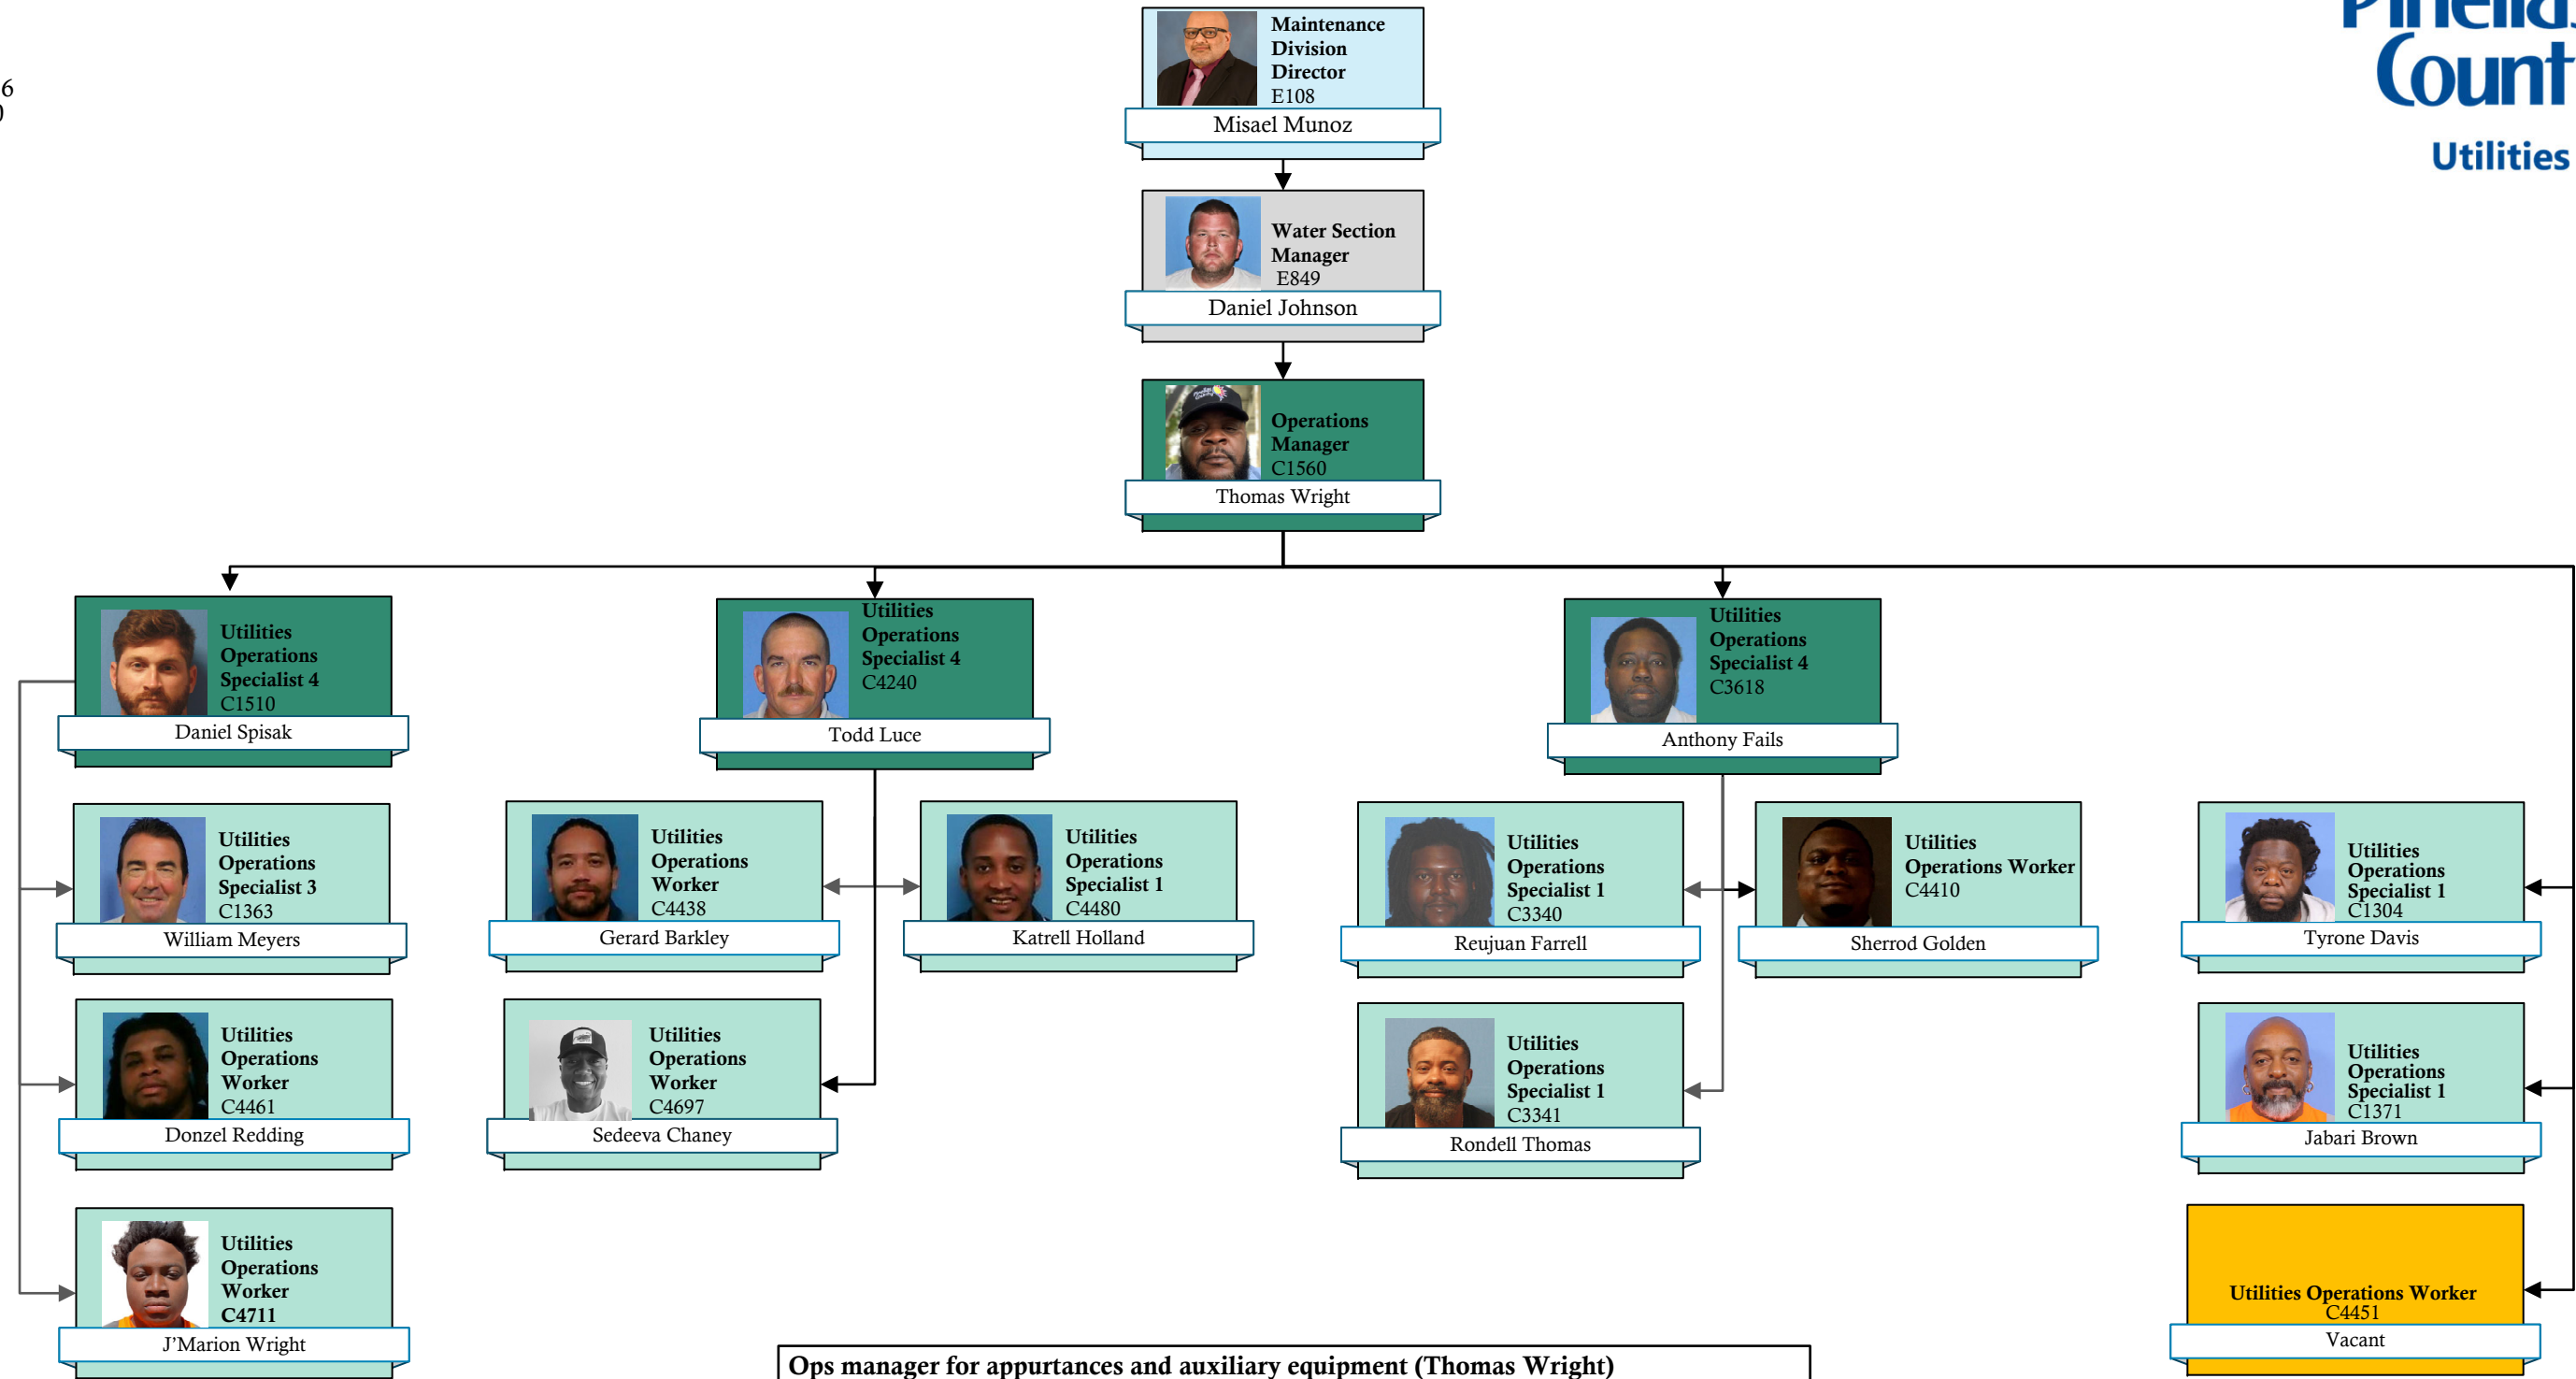 6
Maintenance
Division
Director
E108
Misael Munoz
Pinellas
County
Utilities
Water Section
Manager
E849
Daniel Johnson
Operations
Manager
C1560
Thomas Wright
Utilities
Operations
Specialist 4
C1510
Daniel Spisak
Utilities
Operations
Specialist 4
C4240
Todd Luce
Utilities
Operations
Specialist 4
C3618
Anthony Fails
Utilities
Operations
Specialist 3
C1363
William Meyers
Utilities
Operations
Worker
C4438
Gerard Barkley
Utilities
Operations
Specialist 1
C4480
Katrell Holland
Utilities
Operations
Specialist 1
C3340
Reujuan Farrell
Utilities
Operations Worker
C4410
Sherrod Golden
Utilities
Operations
Specialist 1
C1304
Tyrone Davis
Utilities
Operations
Worker
C4461
Donzel Redding
Utilities
Operations
Worker
C4697
Sedeeva Chaney
Utilities
Operations
Specialist 1
C3341
Rondell Thomas
Utilities
Operations
Specialist 1
C1371
Jabari Brown
Utilities
Operations
Worker
C4711
J’Marion Wright
Utilities Operations Worker
C4451
Vacant
Ops manager for appurtances and auxiliary equipment (Thomas Wright)